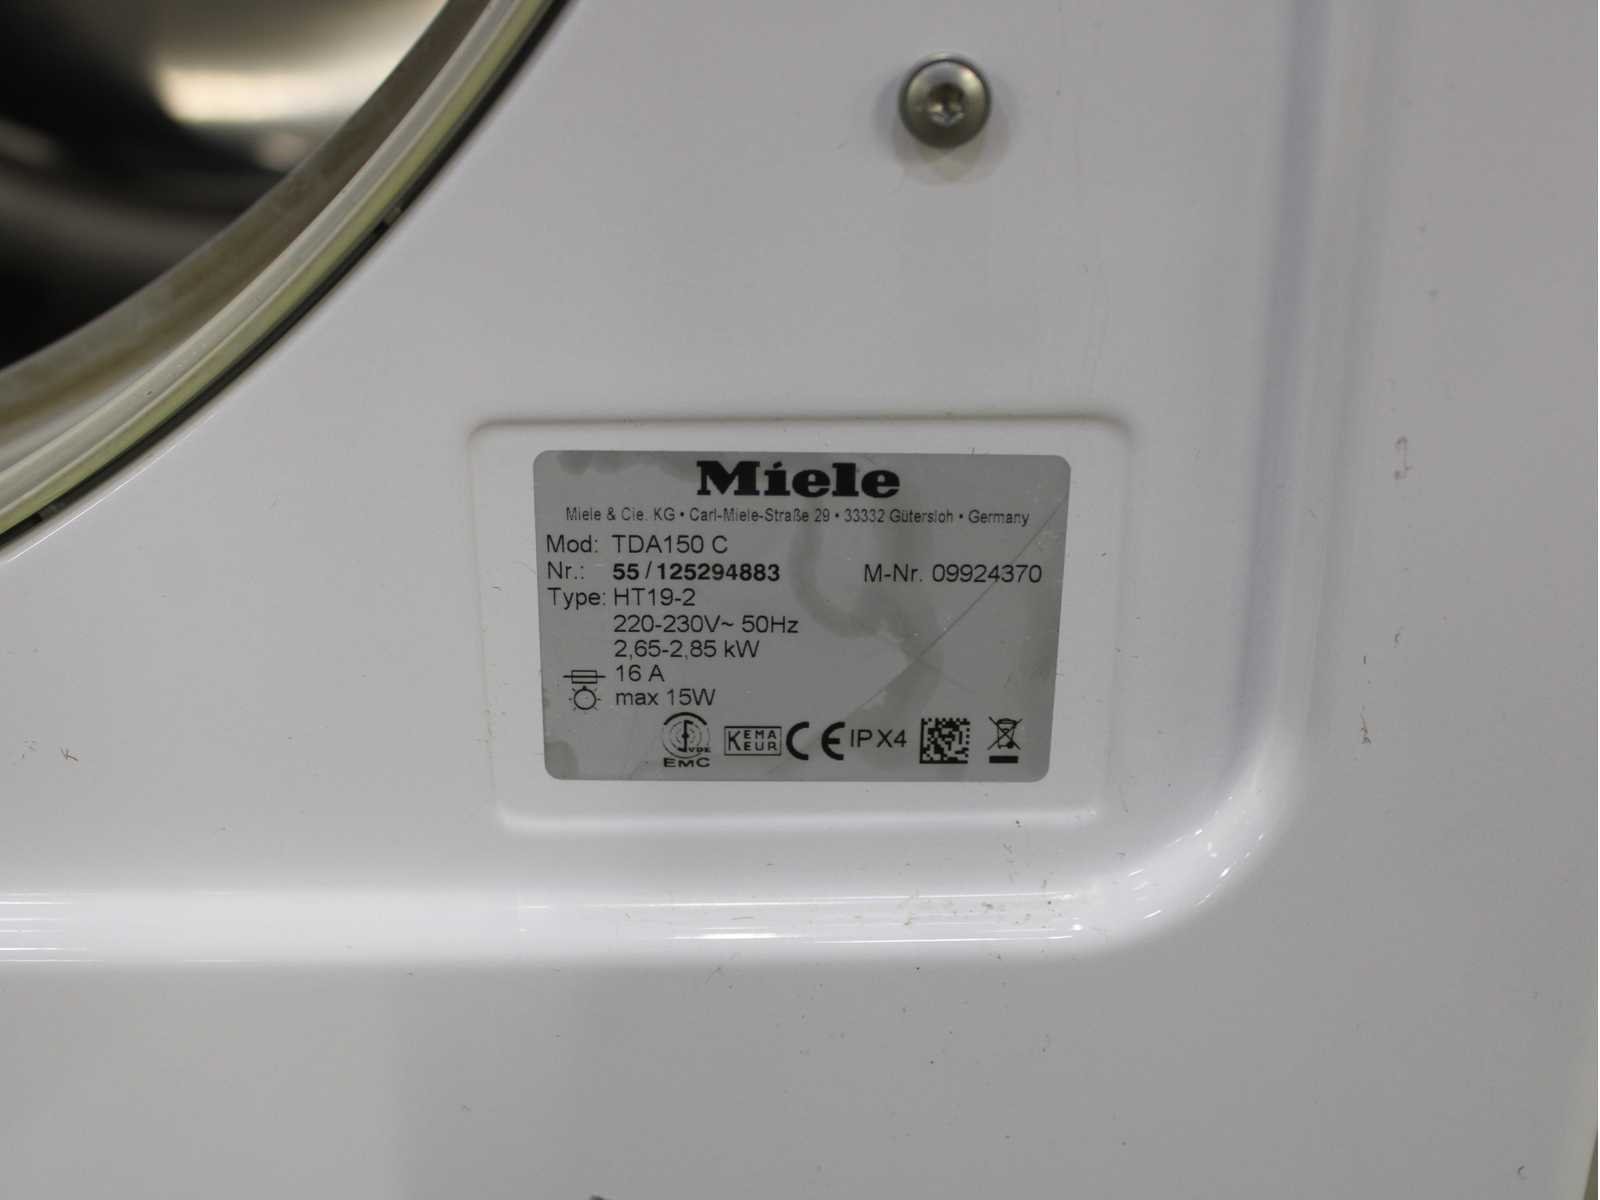 Miele
Miele & Cie. KG • Carl-Miele-Straße 29 • 33332 Gütersloh • Germany
Mod: TDA150 C
Nr.: 55 / 125294883 M-Nr. 09924370
Type: HT19-2
220-230V~ 50Hz
2,65-2,85 kW
16 A
max 15W
VDE
EMC
KEMA
KEUR
CE
IPX4